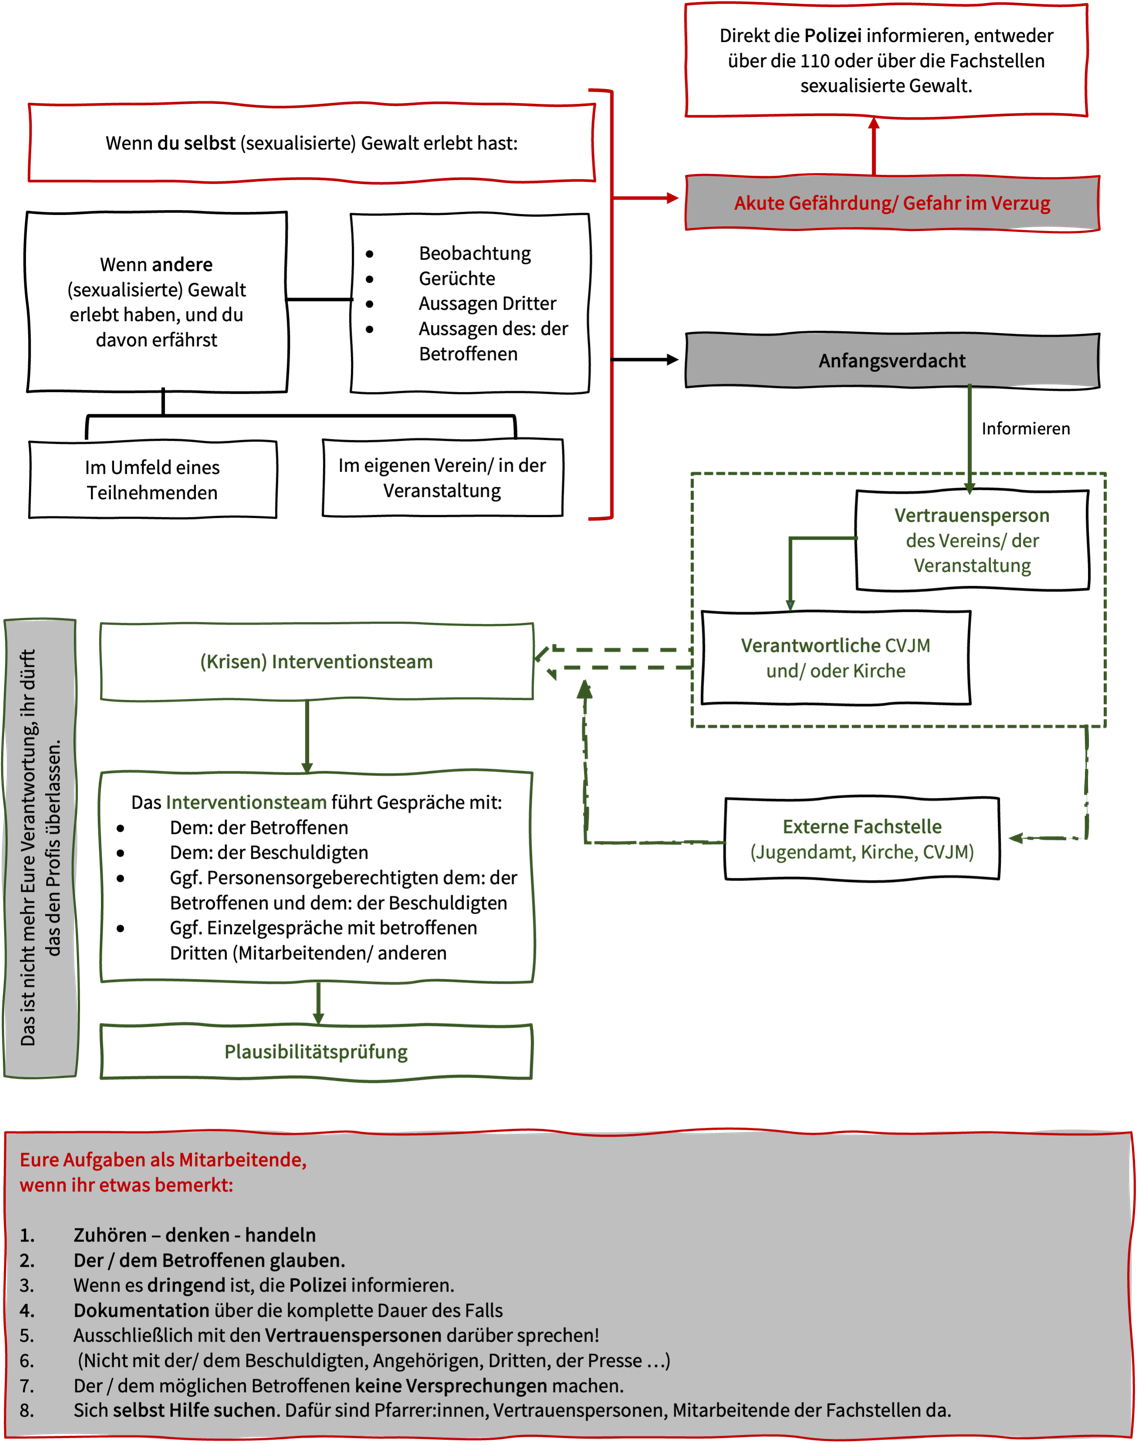 Direkt die Polizei informieren, entweder
über die 110 oder über die Fachstellen
sexualisierte Gewalt.
Wenn du selbst (sexualisierte) Gewalt erlebt hast:
Akute Gefährdung/ Gefahr im Verzug
Wenn andere
(sexualisierte) Gewalt
erlebt haben, und du
davon erfährst
• Beobachtung
• Gerüchte
• Aussagen Dritter
• Aussagen des: der
Betroffenen
Anfangsverdacht
Informieren
Im Umfeld eines
Teilnehmenden
Im eigenen Verein/ in der
Veranstaltung
Vertrauensperson
des Vereins/ der
Veranstaltung
Verantwortliche CVJM
und/ oder Kirche
(Krisen) Interventionsteam
Das ist nicht mehr Eure Verantwortung, ihr dürft
das den Profis überlassen.
Das Interventionsteam führt Gespräche mit:
• Dem: der Betroffenen
• Dem: der Beschuldigten
• Ggf. Personensorgeberechtigten dem: der
Betroffenen und dem: der Beschuldigten
• Ggf. Einzelgespräche mit betroffenen
Dritten (Mitarbeitenden/ anderen
Externe Fachstelle
(Jugendamt, Kirche, CVJM)
Plausibilitätsprüfung
Eure Aufgaben als Mitarbeitende,
wenn ihr etwas bemerkt:
1. Zuhören – denken - handeln
2. Der / dem Betroffenen glauben.
3. Wenn es dringend ist, die Polizei informieren.
4. Dokumentation über die komplette Dauer des Falls
5. Ausschließlich mit den Vertrauenspersonen darüber sprechen!
6. (Nicht mit der/ dem Beschuldigten, Angehörigen, Dritten, der Presse …)
7. Der / dem möglichen Betroffenen keine Versprechungen machen.
8. Sich selbst Hilfe suchen. Dafür sind Pfarrer:innen, Vertrauenspersonen, Mitarbeitende der Fachstellen da.